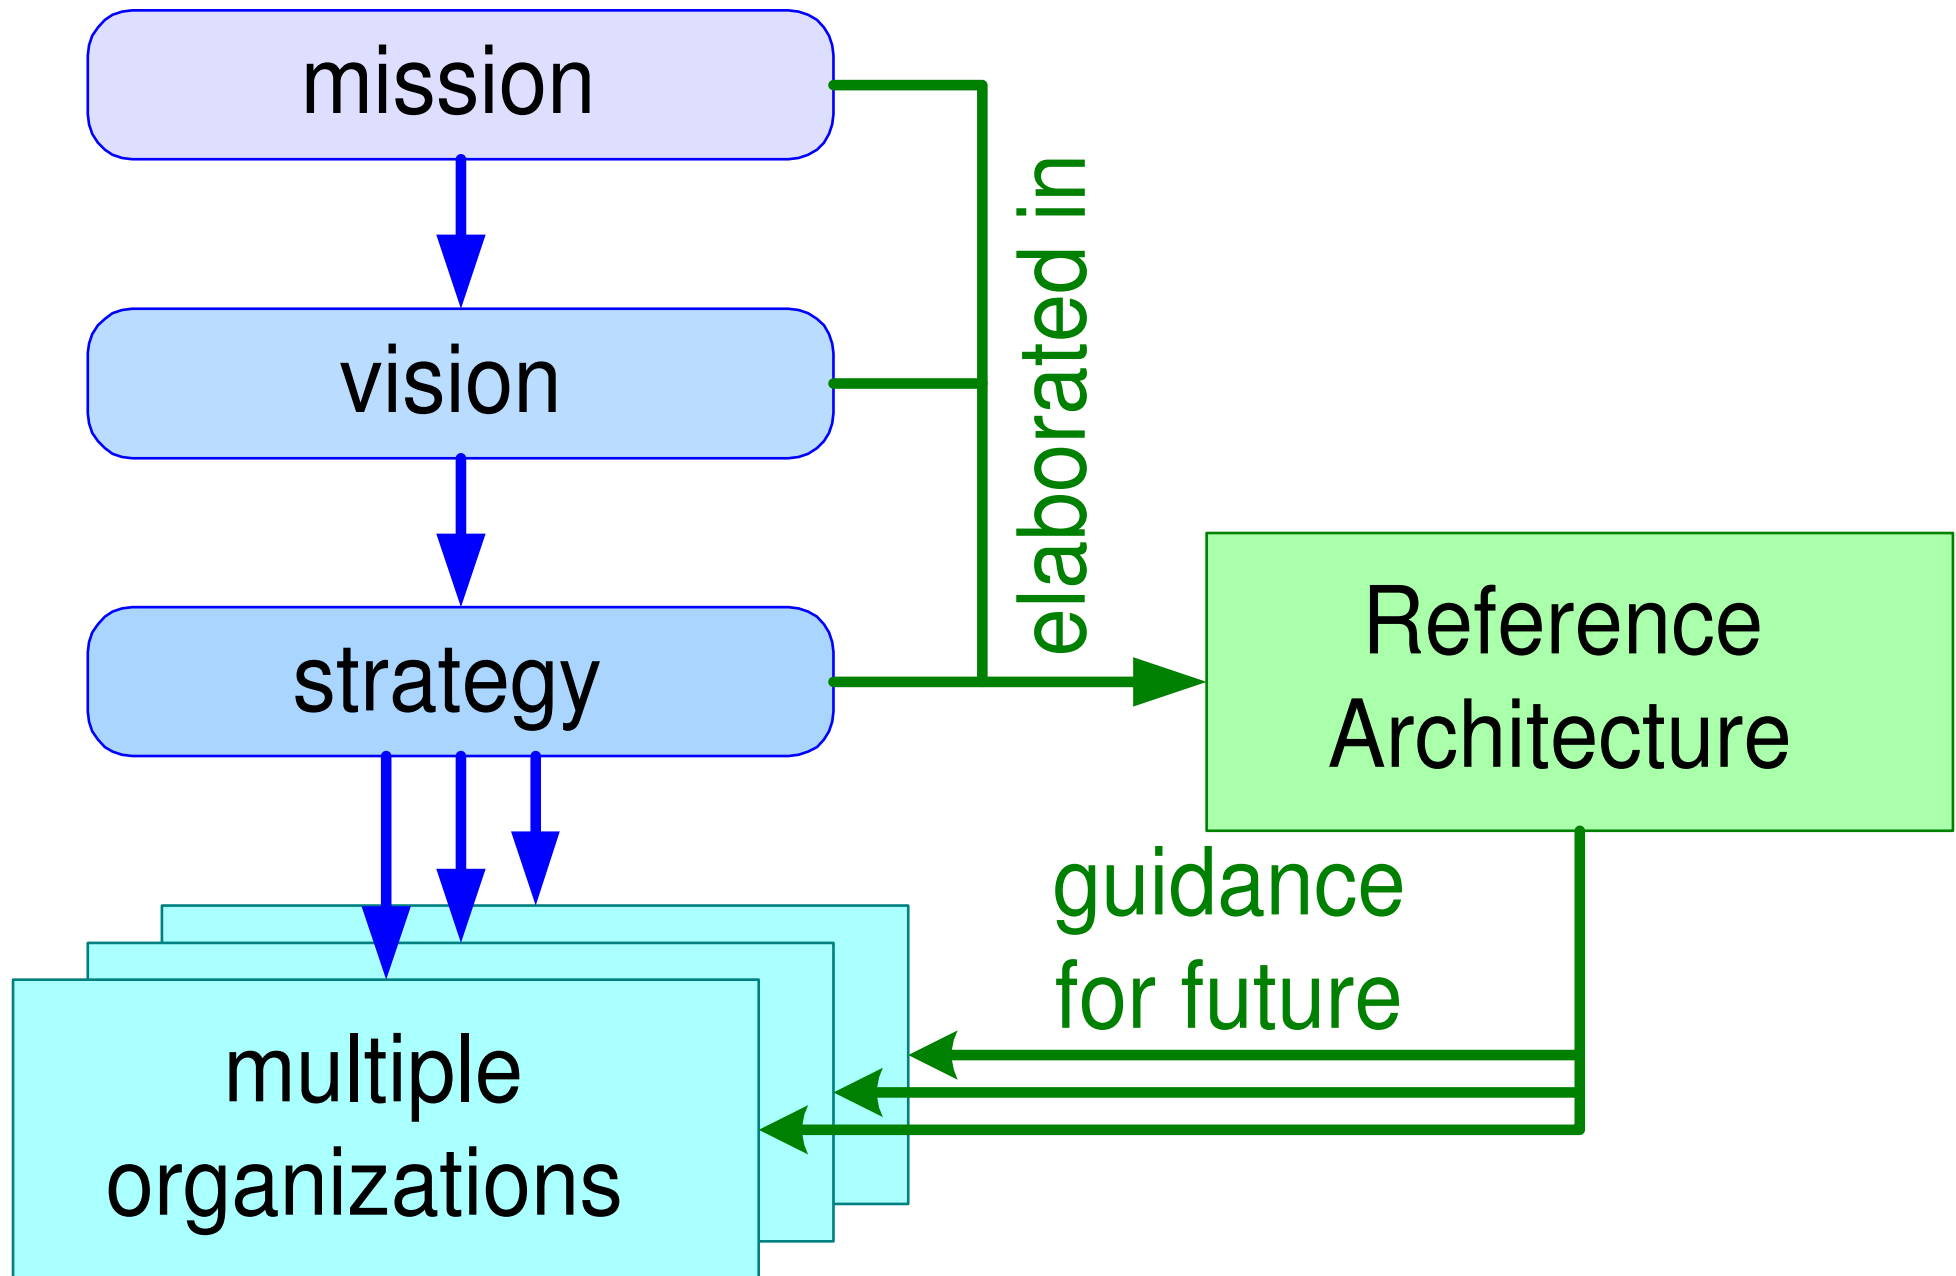 mission
vision
strategy
elaborated in
Reference
Architecture
guidance
for future
multiple
organizations